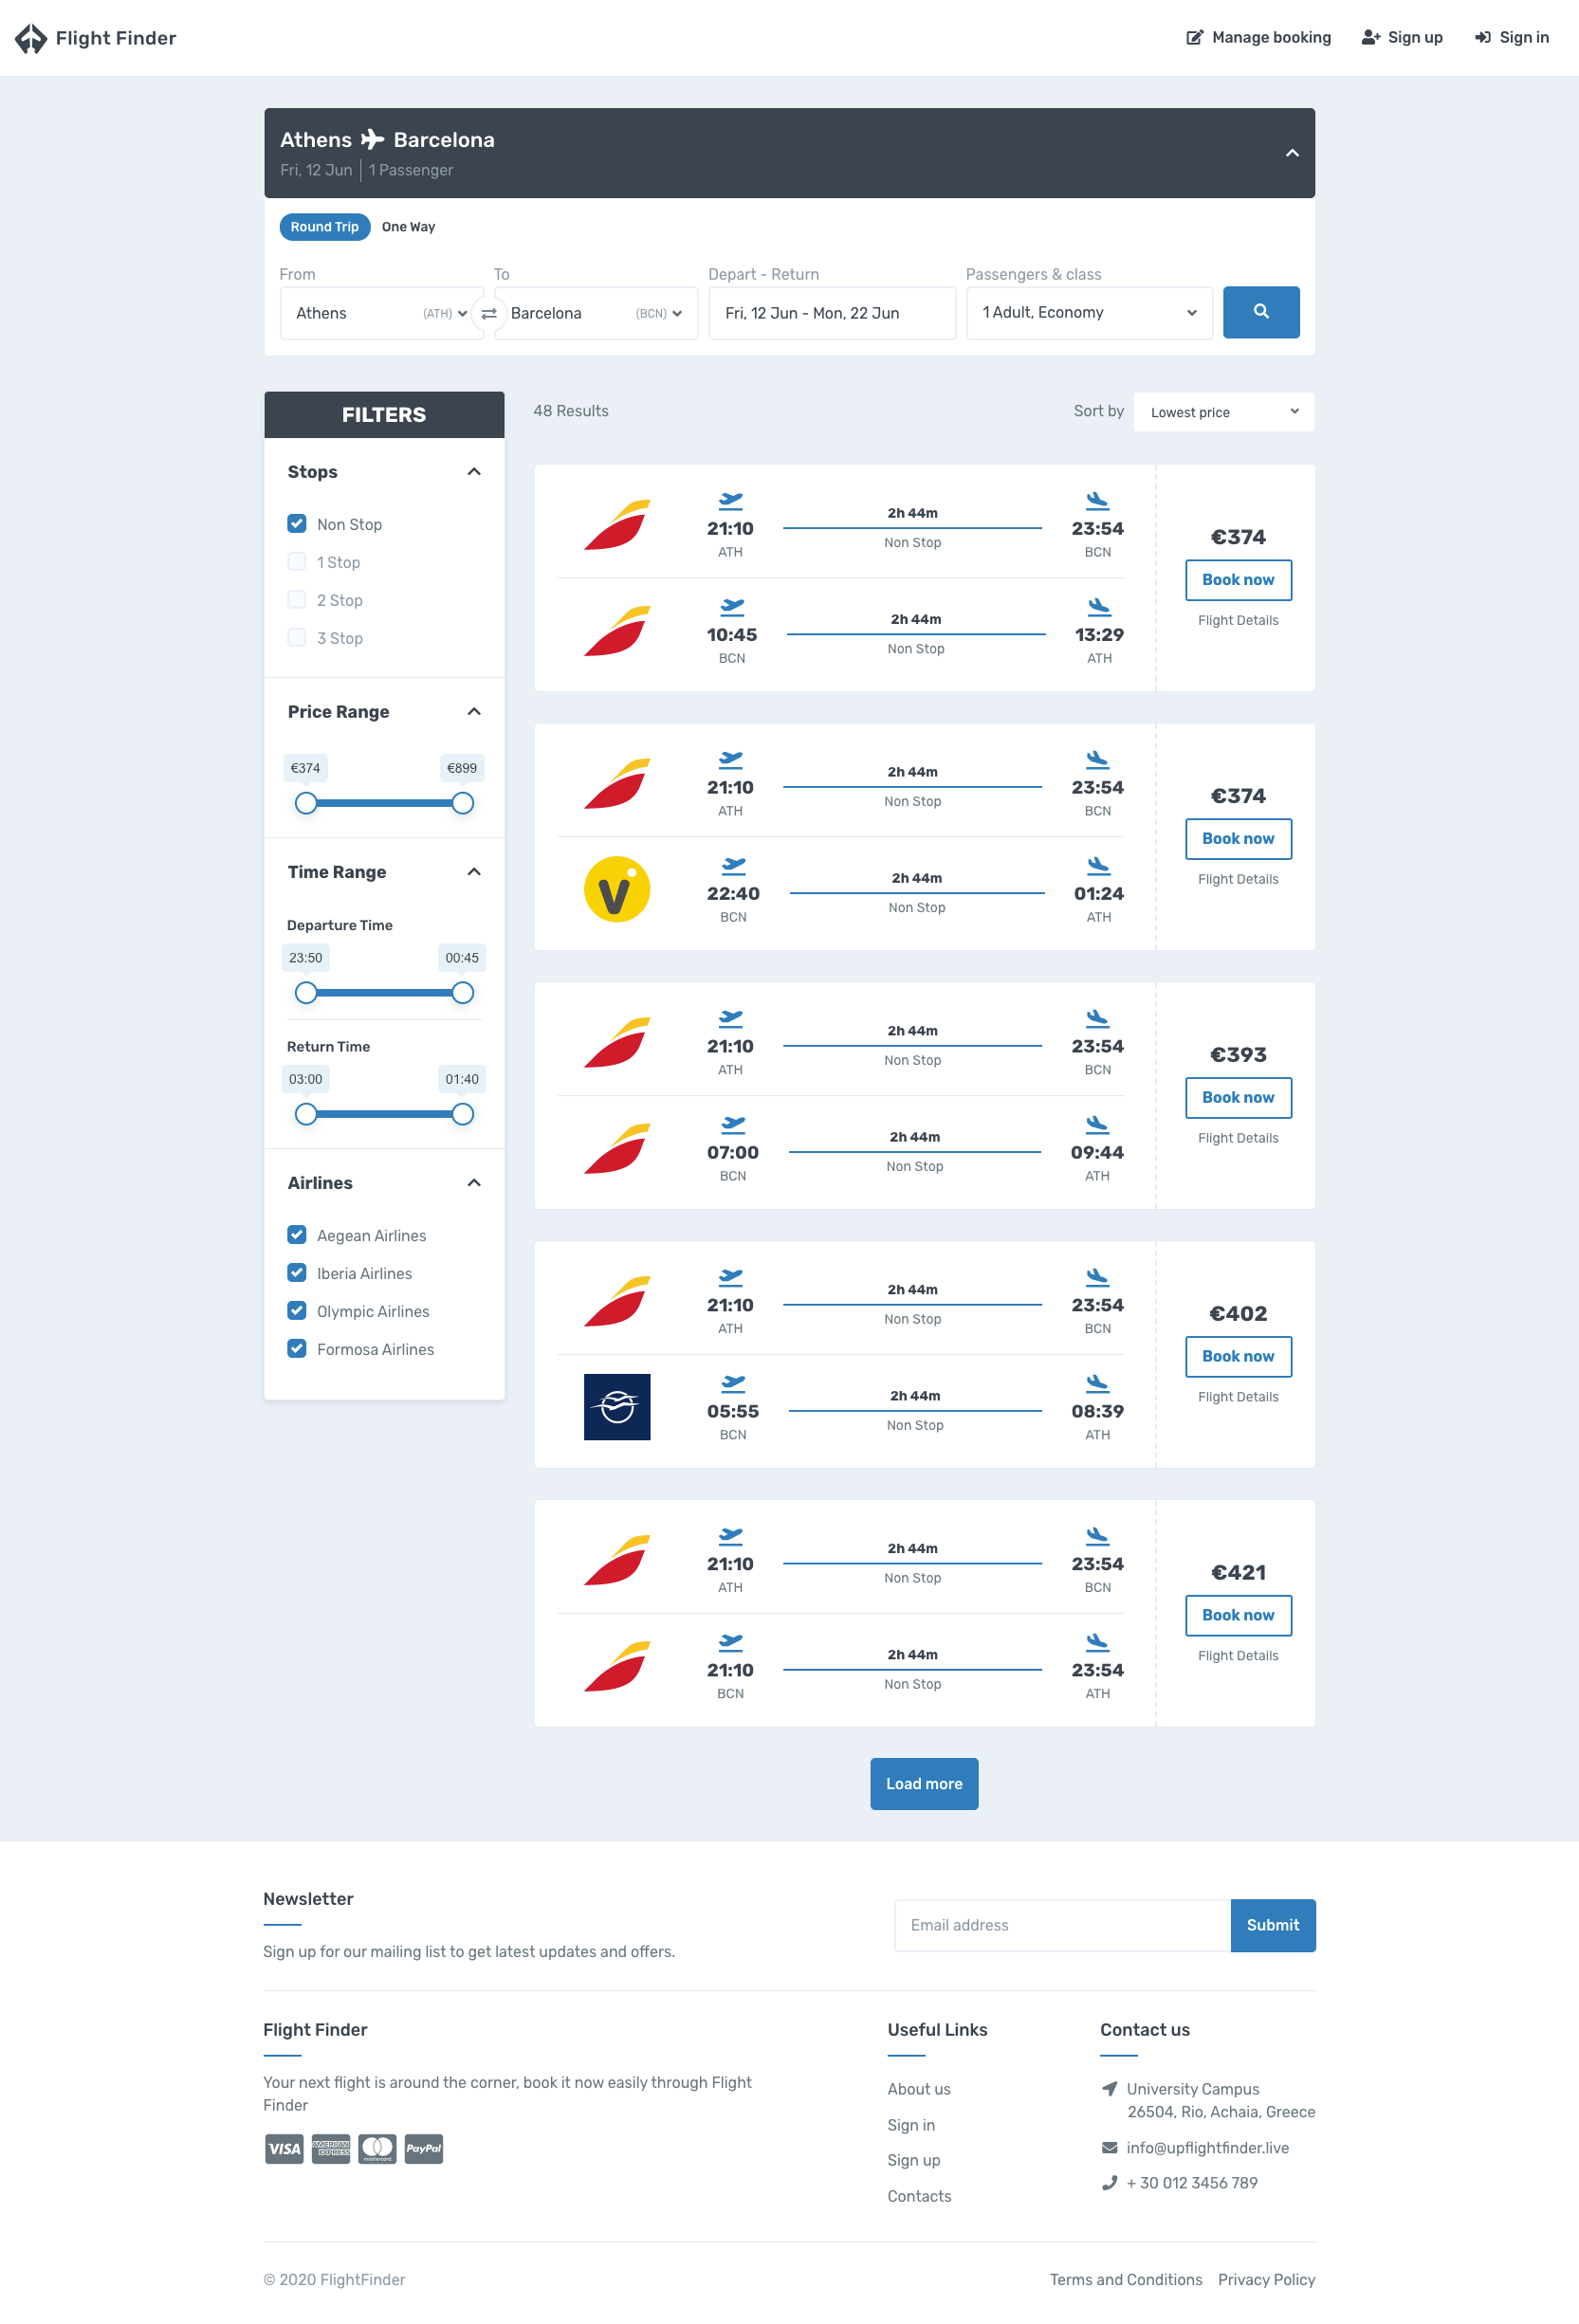 Flight Finder
Manage booking
Sign up
Sign in
Athens Barcelona
Fri, 12 Jun 1 Passenger
Round Trip
One Way
From
To
Depart - Return
Passengers & class
Athens (ATH)
Barcelona (BCN)
Fri, 12 Jun - Mon, 22 Jun
1 Adult, Economy
FILTERS
Stops
Non Stop
1 Stop
2 Stop
3 Stop
Price Range
€374
€899
Time Range
Departure Time
23:50
00:45
Return Time
03:00
01:40
Airlines
Aegean Airlines
Iberia Airlines
Olympic Airlines
Formosa Airlines
48 Results
Sort by
Lowest price
2h 44m
21:10
23:54
Non Stop
ATH
BCN
2h 44m
10:45
13:29
Non Stop
BCN
ATH
€374
Book now
Flight Details
2h 44m
21:10
23:54
Non Stop
ATH
BCN
V
2h 44m
22:40
01:24
Non Stop
BCN
ATH
€374
Book now
Flight Details
2h 44m
21:10
23:54
Non Stop
ATH
BCN
2h 44m
07:00
09:44
Non Stop
BCN
ATH
€393
Book now
Flight Details
2h 44m
21:10
23:54
Non Stop
ATH
BCN
2h 44m
05:55
08:39
Non Stop
BCN
ATH
€402
Book now
Flight Details
2h 44m
21:10
23:54
Non Stop
ATH
BCN
2h 44m
21:10
23:54
Non Stop
BCN
ATH
€421
Book now
Flight Details
Load more
Newsletter
Sign up for our mailing list to get latest updates and offers.
Email address
Submit
Flight Finder
Your next flight is around the corner, book it now easily through Flight
Finder
VISA
AMERICAN
EXPRESS
mastercard
PayPal
Useful Links
About us
Sign in
Sign up
Contacts
Contact us
University Campus
26504, Rio, Achaia, Greece
info@upflightfinder.live
+ 30 012 3456 789
© 2020 FlightFinder
Terms and Conditions
Privacy Policy